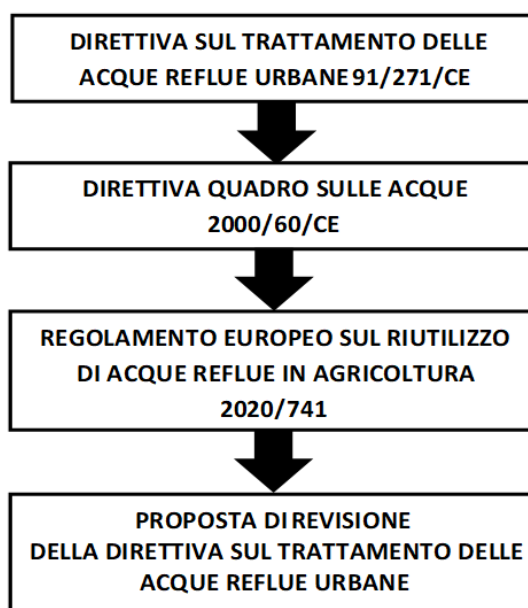 DIRETTIVA SUL TRATTAMENTO DELLE
ACQUE REFLUE URBANE 91/271/CE
DIRETTIVA QUADRO SULLE ACQUE
2000/60/CE
REGOLAMENTO EUROPEO SUL RIUTILIZZO
DI ACQUE REFLUE IN AGRICOLTURA
2020/741
PROPOSTA DI REVISIONE
DELLA DIRETTIVA SUL TRATTAMENTO DELLE
ACQUE REFLUE URBANE